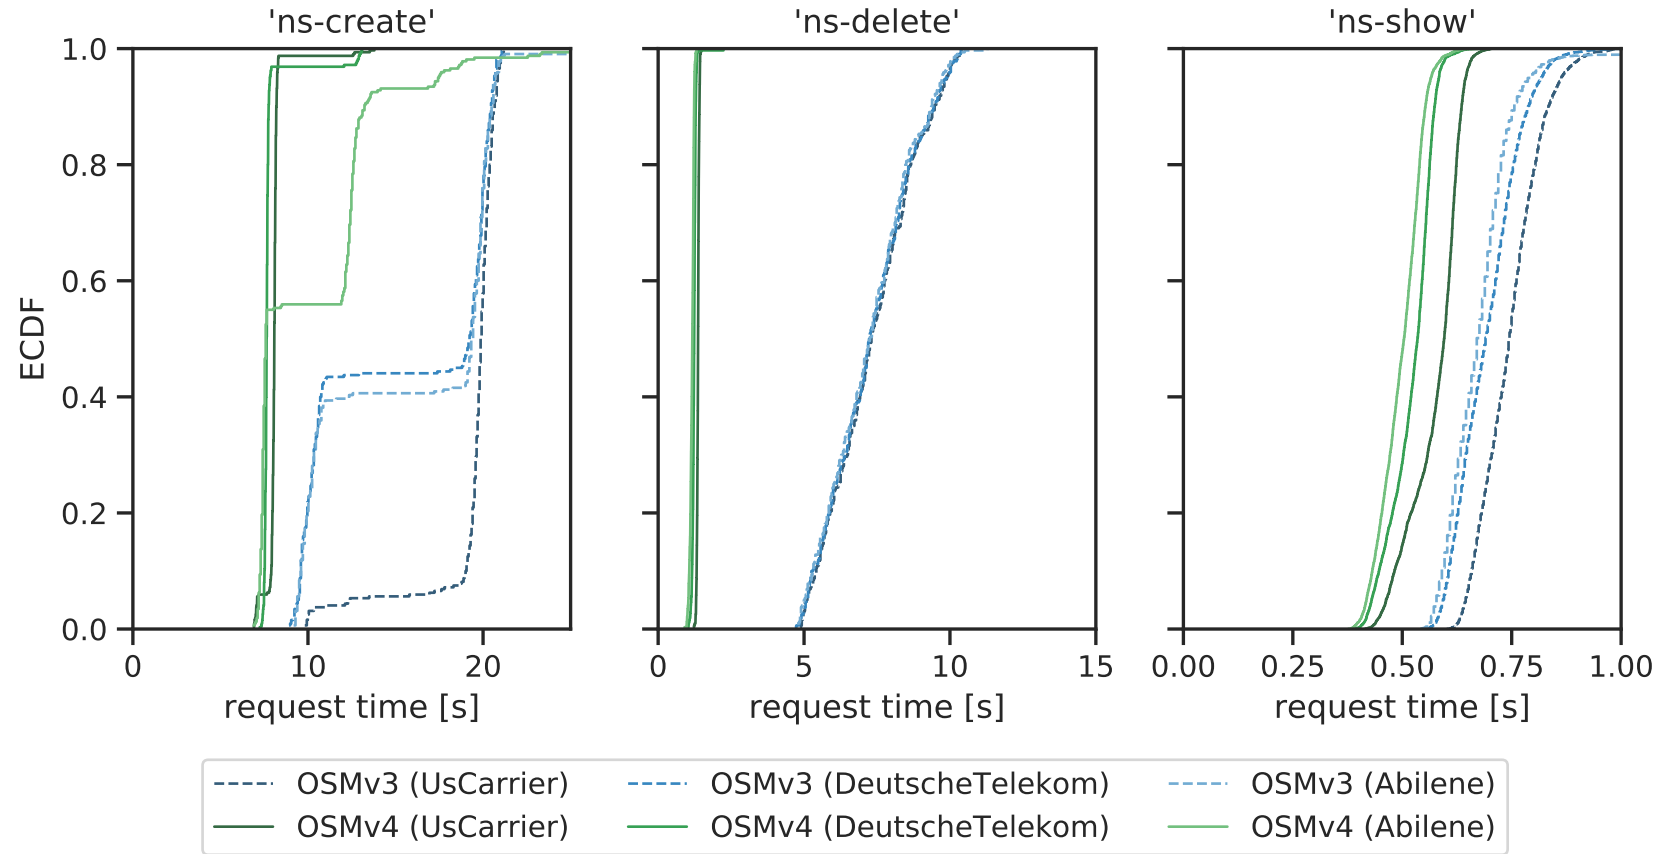 'ns-create' 'ns-delete' 'ns-show'
1.0
0.8
0.6
0.4
0.2
0.0
ECDF
0 10 20 0 5 10 15 0.00 0.25 0.50 0.75 1.00
request time [s] request time [s] request time [s]
OSMv3 (UsCarrier) OSMv3 (DeutscheTelekom) OSMv3 (Abilene)
OSMv4 (UsCarrier) OSMv4 (DeutscheTelekom) OSMv4 (Abilene)